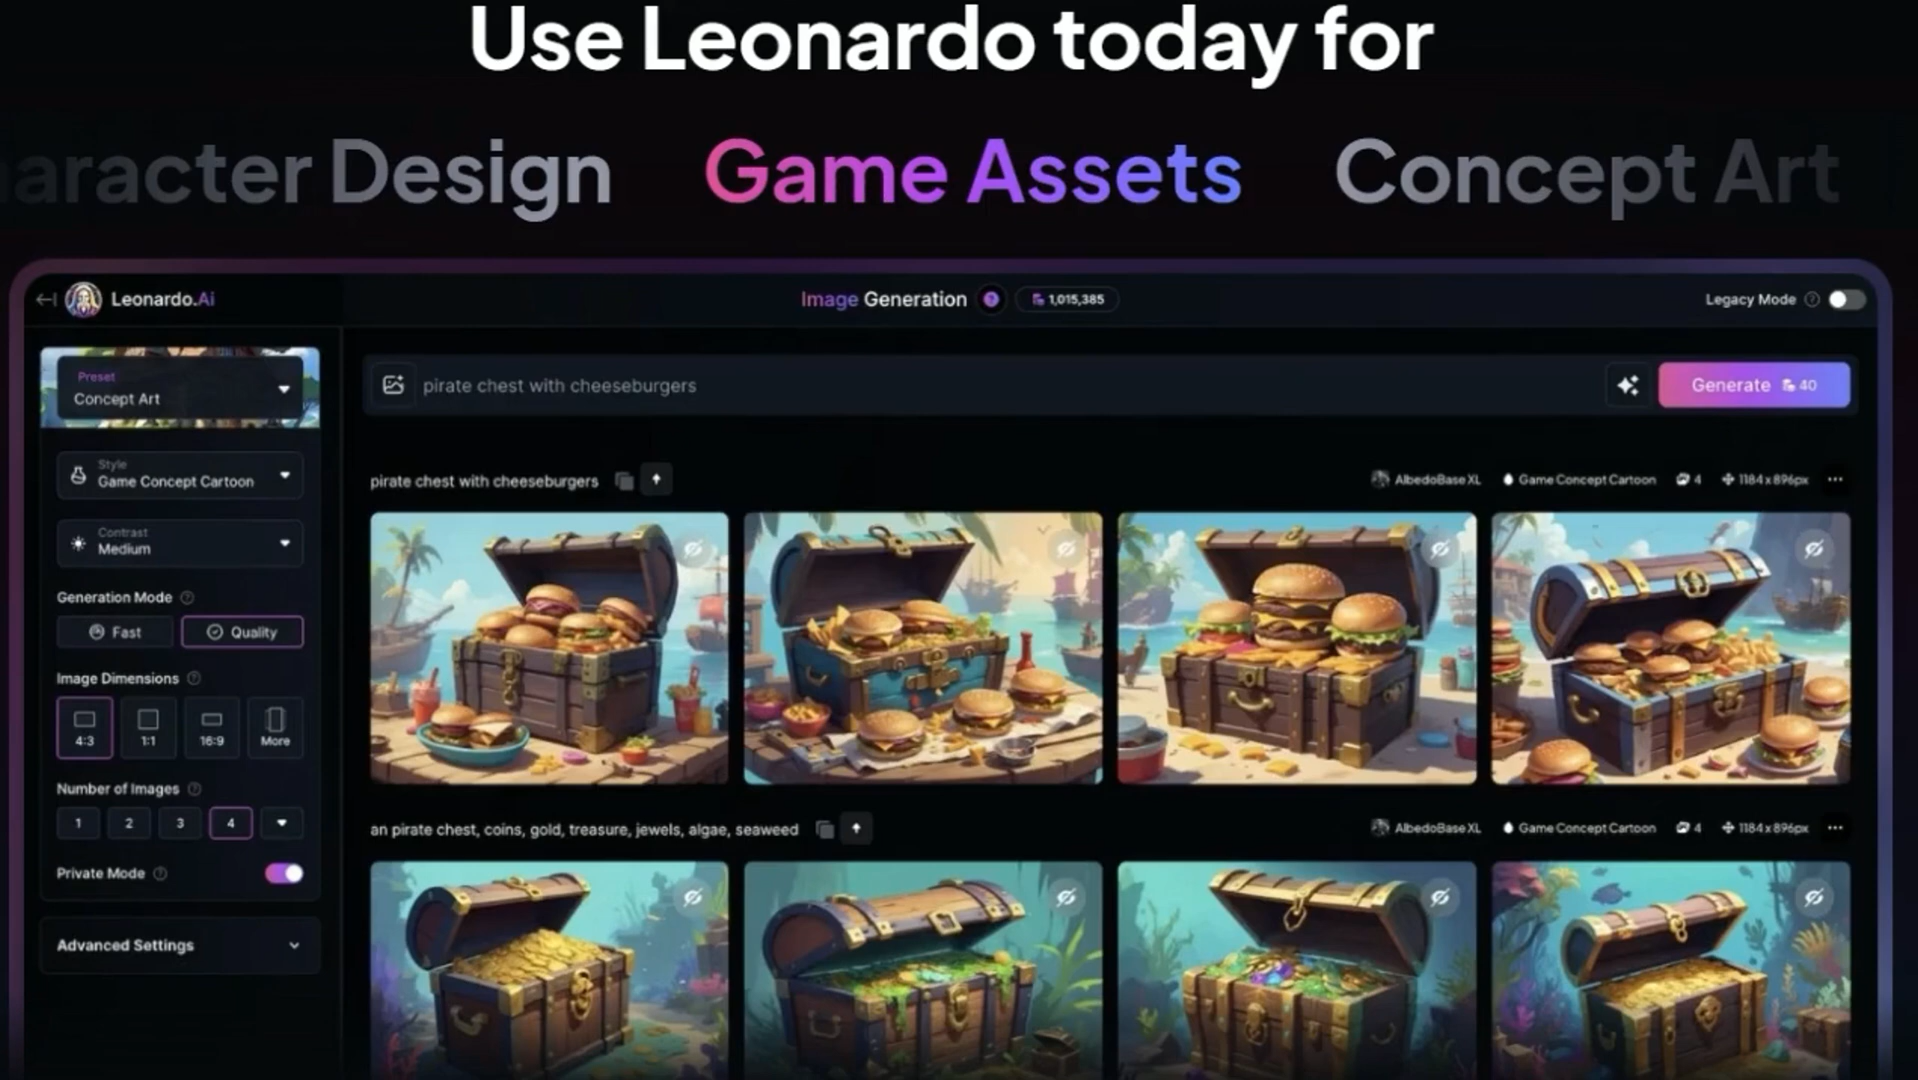 Use Leonardo today for
aracter Design Game Assets Concept Art
Leonardo.Ai
Image Generation ? 1,015,385
Legacy Mode ?
Preset
Concept Art
pirate chest with cheeseburgers
Generate 40
Style
Game Concept Cartoon
pirate chest with cheeseburgers
AlbedoBase XL Game Concept Cartoon 4 1184 x 896px ...
Contrast
Medium
Generation Mode ?
Fast Quality
Image Dimensions ?
4:3 1:1 16:9 More
Number of Images ?
1 2 3 4
an pirate chest, coins, gold, treasure, jewels, algae, seaweed
AlbedoBase XL Game Concept Cartoon 4 1184 x 896px ...
Private Mode ?
Advanced Settings